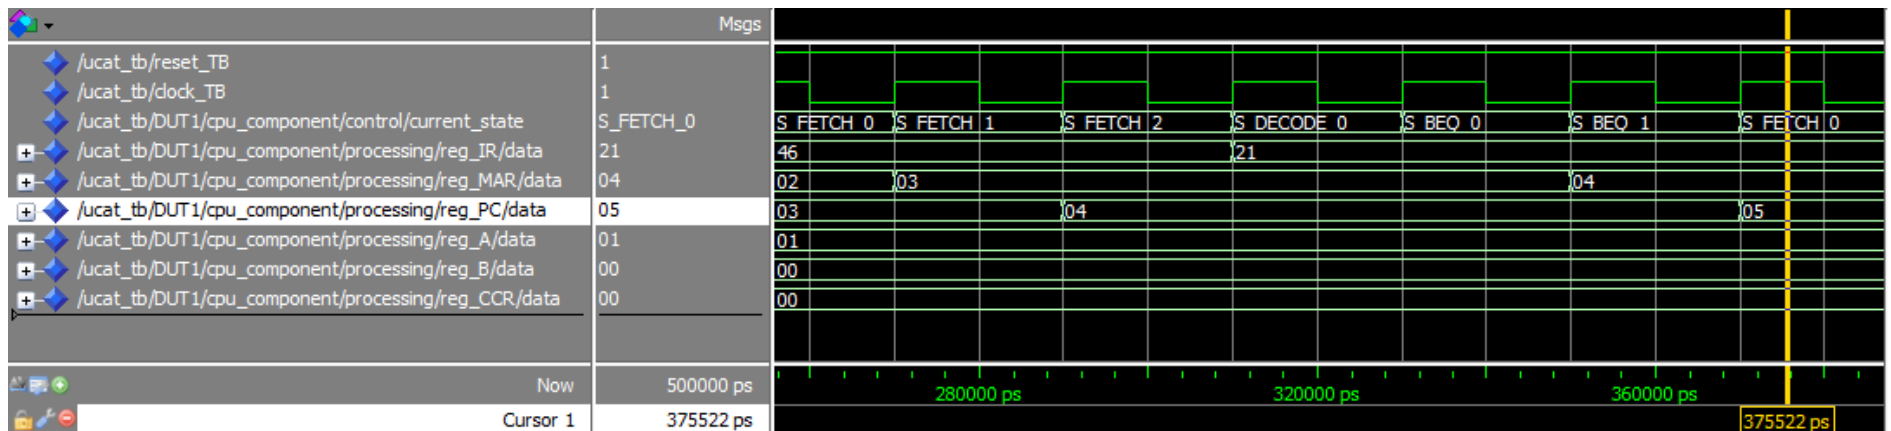 Msgs
/ucat_tb/reset_TB 1
/ucat_tb/clock_TB 1
/ucat_tb/DUT1/cpu_component/control/current_state S_FETCH_0 S_FETCH_0 S_FETCH_1 S_FETCH_2 S_DECODE_0 S_BEQ_0 S_BEQ_1 S_FETCH_0
/ucat_tb/DUT1/cpu_component/processing/reg_IR/data 21 46 21
/ucat_tb/DUT1/cpu_component/processing/reg_MAR/data 04 02 03 04
/ucat_tb/DUT1/cpu_component/processing/reg_PC/data 05 03 04 05
/ucat_tb/DUT1/cpu_component/processing/reg_A/data 01 01
/ucat_tb/DUT1/cpu_component/processing/reg_B/data 00 00
/ucat_tb/DUT1/cpu_component/processing/reg_CCR/data 00 00
Now 500000 ps 280000 ps 320000 ps 360000 ps
Cursor 1 375522 ps 375522 ps